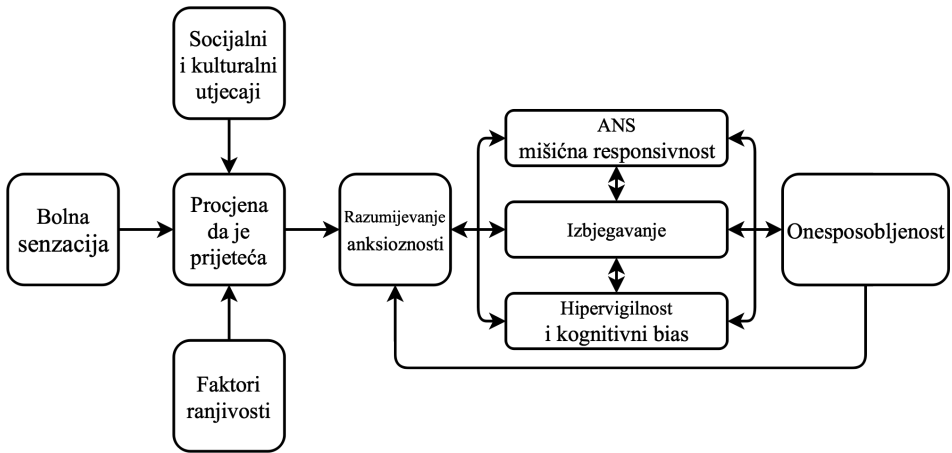 Socijalni
i kulturalni
utjecaji
Bolna
senzacija
Procjena
da je
prijeteća
Faktori
ranjivosti
Razumijevanje
anksioznosti
ANS
mišićna responsivnost
Izbjegavanje
Hipervigilnost
i kognitivni bias
Onesposobljenost